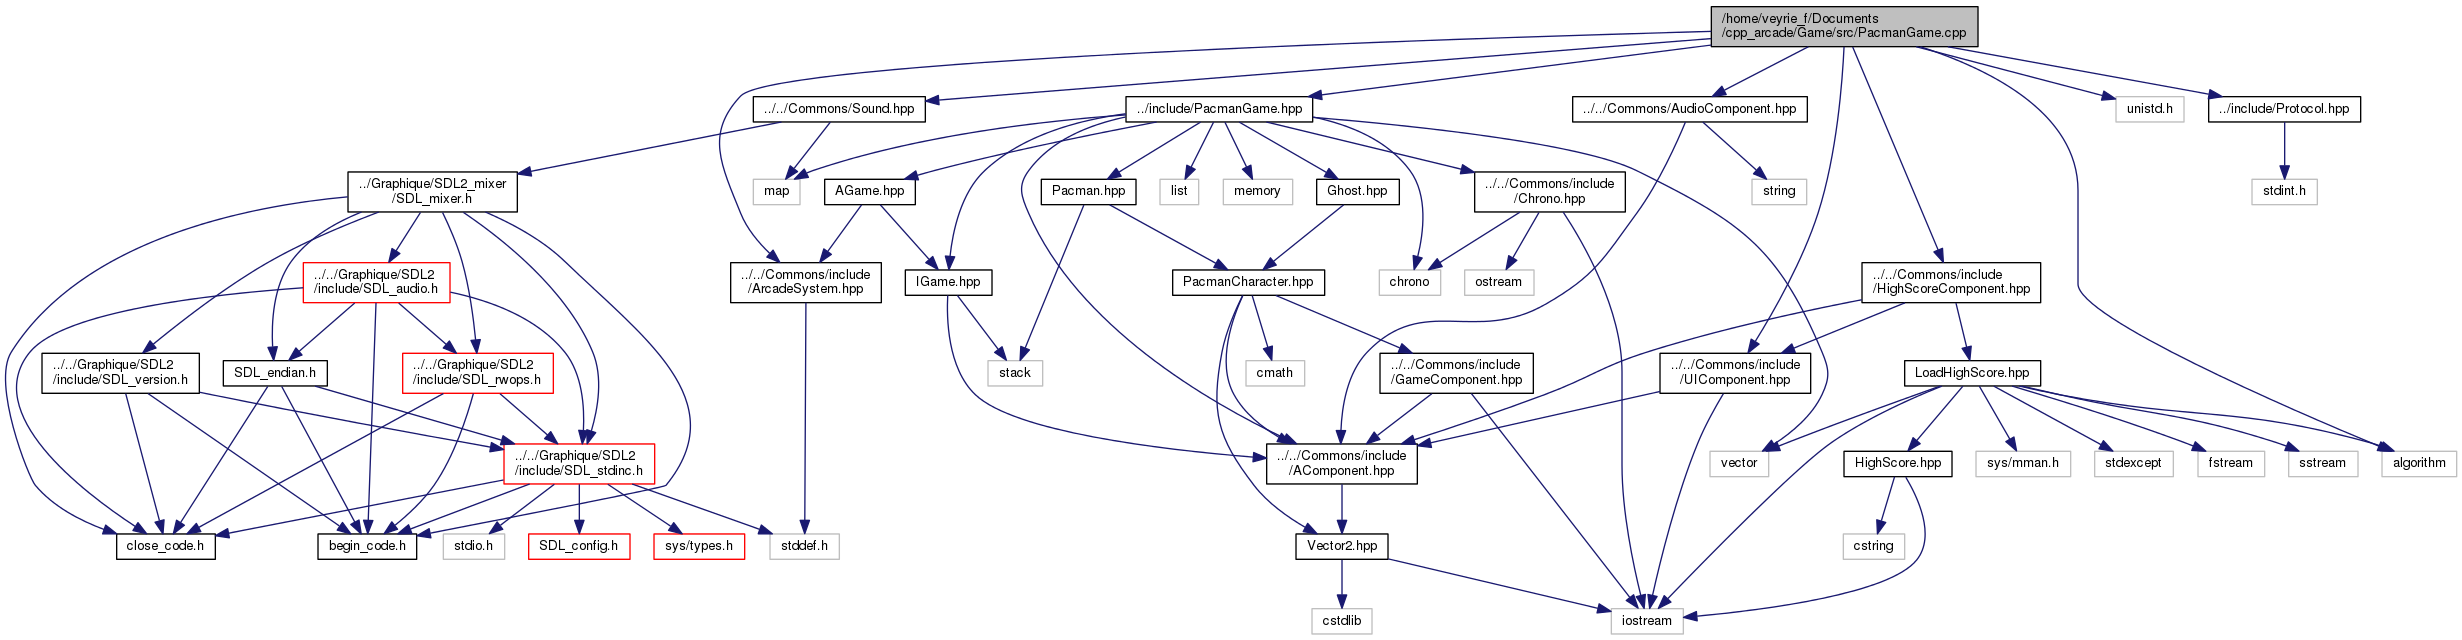 /home/veyrie_f/Documents
/cpp_arcade/Game/src/PacmanGame.cpp
../../Commons/Sound.hpp
../include/PacmanGame.hpp
../../Commons/AudioComponent.hpp
unistd.h
../include/Protocol.hpp
../Graphique/SDL2_mixer
/SDL_mixer.h
map
AGame.hpp
Pacman.hpp
list
memory
Ghost.hpp
../../Commons/include
/Chrono.hpp
string
stdint.h
../../Graphique/SDL2
/include/SDL_audio.h
../../Commons/include
/ArcadeSystem.hpp
IGame.hpp
PacmanCharacter.hpp
chrono
ostream
../../Commons/include
/HighScoreComponent.hpp
../../Graphique/SDL2
/include/SDL_version.h
SDL_endian.h
../../Graphique/SDL2
/include/SDL_rwops.h
stack
cmath
../../Commons/include
/GameComponent.hpp
../../Commons/include
/UIComponent.hpp
LoadHighScore.hpp
../../Graphique/SDL2
/include/SDL_stdinc.h
../../Commons/include
/AComponent.hpp
vector
HighScore.hpp
sys/mman.h
stdexcept
fstream
sstream
algorithm
close_code.h
begin_code.h
stdio.h
SDL_config.h
sys/types.h
stddef.h
Vector2.hpp
cstring
cstdlib
iostream